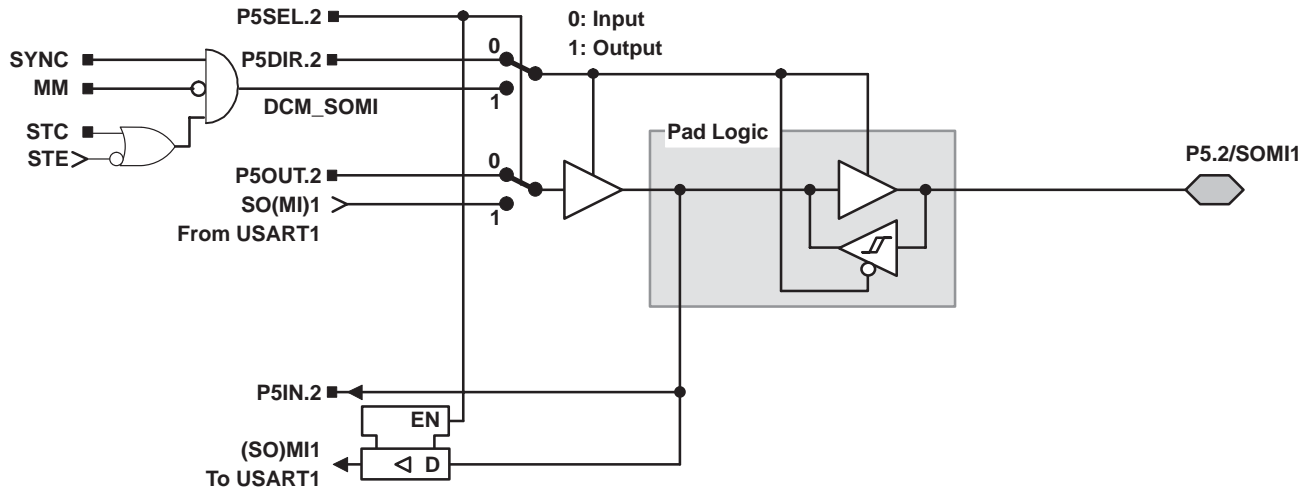 P5SEL.2
0: Input
1: Output
SYNC
MM
STC
STE
P5DIR.2
0
1
DCM_SOMI
Pad Logic
P5.2/SOMI1
P5OUT.2
0
SO(MI)1
1
From USART1
P5IN.2
EN
(SO)MI1
D
To USART1